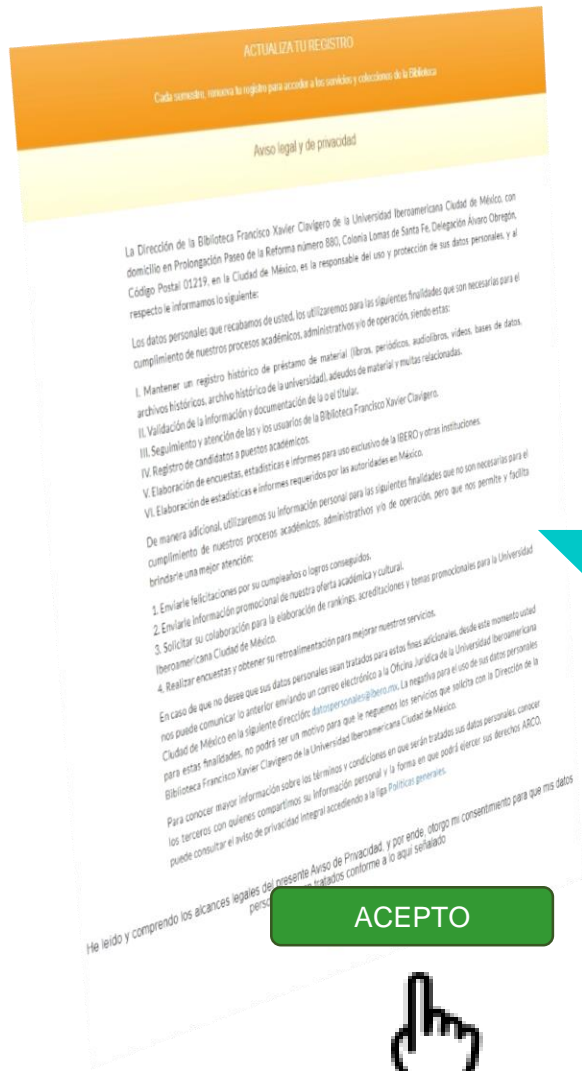 ACTUALIZA TU REGISTRO
Cada semestre, renueva tu registro para acceder a los servicios y colecciones de la Biblioteca
Aviso legal y de privacidad
La Dirección de la Biblioteca Francisco Xavier Clavigero de la Universidad Iberoamericana Ciudad de México, con
domicilio en Prolongación Paseo de la Reforma número 880, Colonia Lomas de Santa Fe, Delegación Álvaro Obregón,
Código Postal 01219, en la Ciudad de México, es la responsable del uso y protección de sus datos personales, y al
respecto le informamos lo siguiente:
Los datos personales que recabamos de usted, los utilizaremos para las siguientes finalidades que son necesarias para el
cumplimiento de nuestros procesos académicos, administrativos y/o de operación, siendo estas:
I. Mantener un registro histórico de préstamo de material (libros, periódicos, audiolibros, videos, bases de datos,
archivos históricos, archivo histórico de la universidad), adeudos de material y multas relacionadas.
II. Validación de la información y documentación de la o el titular.
III. Seguimiento y atención de las y los usuarios de la Biblioteca Francisco Xavier Clavigero.
IV. Registro de candidatos a puestos académicos.
V. Elaboración de encuestas, estadísticas e informes para uso exclusivo de la IBERO y otras instituciones.
VI. Elaboración de estadísticas e informes requeridos por las autoridades en México.
De manera adicional, utilizaremos su información personal para las siguientes finalidades que no son necesarias para el
cumplimiento de nuestros procesos académicos, administrativos y/o de operación, pero que nos permite y facilita
brindarle una mejor atención:
1. Enviarle felicitaciones por su cumpleaños o logros conseguidos.
2. Enviarle información promocional de nuestra oferta académica y cultural.
3. Solicitar su colaboración para la elaboración de rankings, acreditaciones y temas promocionales para la Universidad
Iberoamericana Ciudad de México.
4. Realizar encuestas y obtener su retroalimentación para mejorar nuestros servicios.
En caso de que no desee que sus datos personales sean tratados para estos fines adicionales, desde este momento usted
nos puede comunicar lo anterior enviando un correo electrónico a la Oficina Jurídica de la Universidad Iberoamericana
Ciudad de México en la siguiente dirección: datospersonales@ibero.mx. La negativa para el uso de sus datos personales
para estas finalidades, no podrá ser un motivo para que le neguemos los servicios que solicita con la Dirección de la
Biblioteca Francisco Xavier Clavigero de la Universidad Iberoamericana Ciudad de México.
Para conocer mayor información sobre los términos y condiciones en que serán tratados sus datos personales, conocer
los terceros con quienes compartimos su información personal y la forma en que podrá ejercer sus derechos ARCO,
puede consultar el aviso de privacidad integral accediendo a la liga Políticas generales.
He leído y comprendo los alcances legales del presente Aviso de Privacidad, y por ende, otorgo mi consentimiento para que mis datos
tratados conforme a lo aquí señalado
ACEPTO